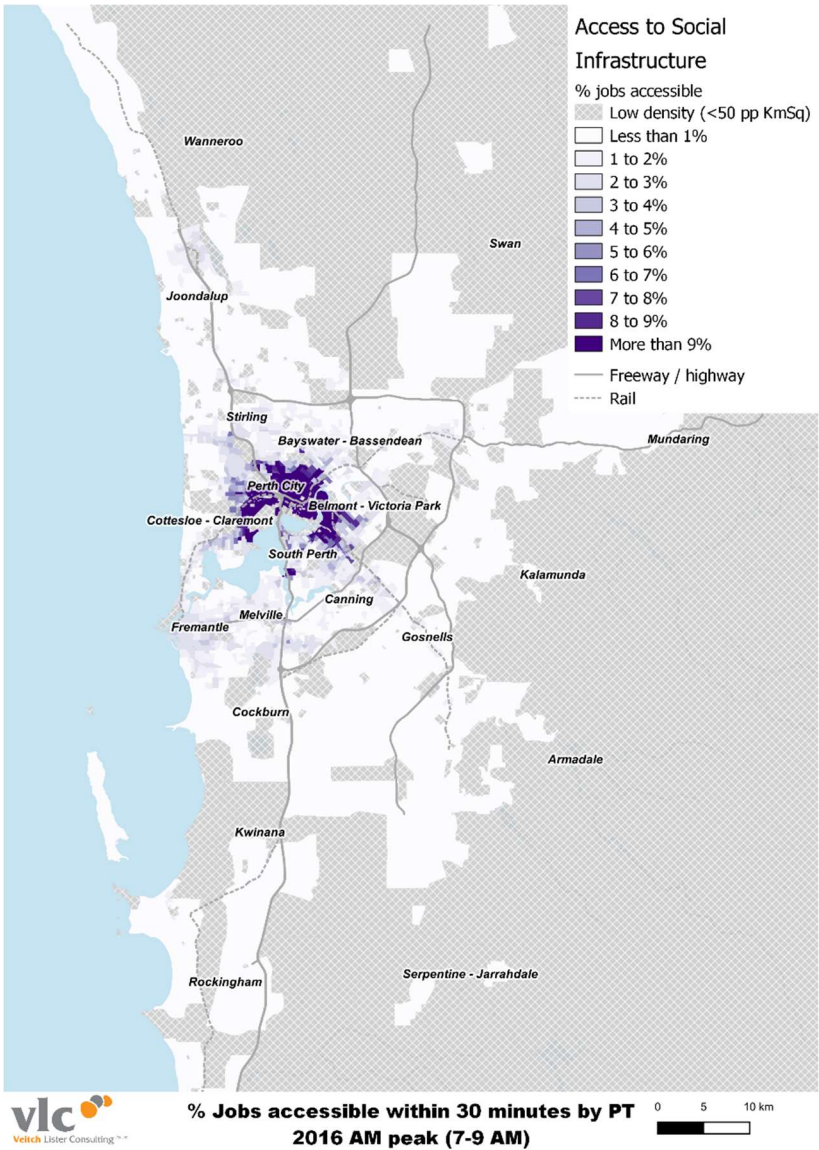 Access to Social
Infrastructure
% jobs accessible
Low density (<50 pp KmSq)
Less than 1%
1 to 2%
2 to 3%
3 to 4%
4 to 5%
5 to 6%
6 to 7%
7 to 8%
8 to 9%
More than 9%
Freeway / highway
Rail
Wanneroo
Swan
Joondalup
Stirling
Bayswater - Bassendean
Mundaring
Perth City
Belmont - Victoria Park
Cottesloe - Claremont
South Perth
Kalamunda
Canning
Melville
Fremantle
Gosnells
Cockburn
Armadale
Kwinana
Serpentine - Jarrahdale
Rockingham
vlc
Veitch Lister Consulting
% Jobs accessible within 30 minutes by PT
2016 AM peak (7-9 AM)
0 5 10 km